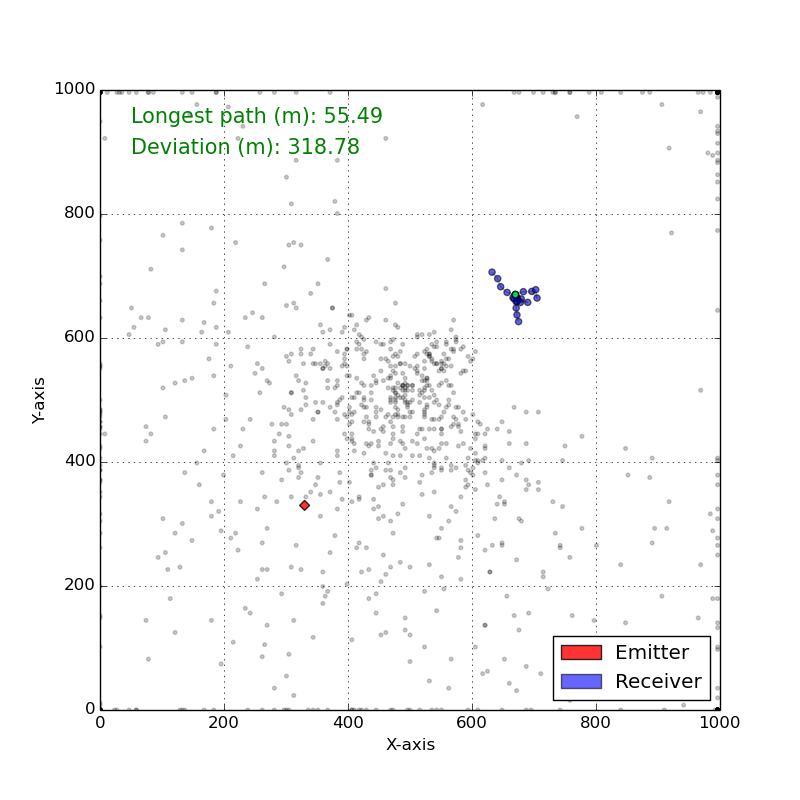 1000
Longest path (m): 55.49
Deviation (m): 318.78
800
600
Y-axis
400
200
Emitter
Receiver
0
0 200 400 600 800 1000
X-axis